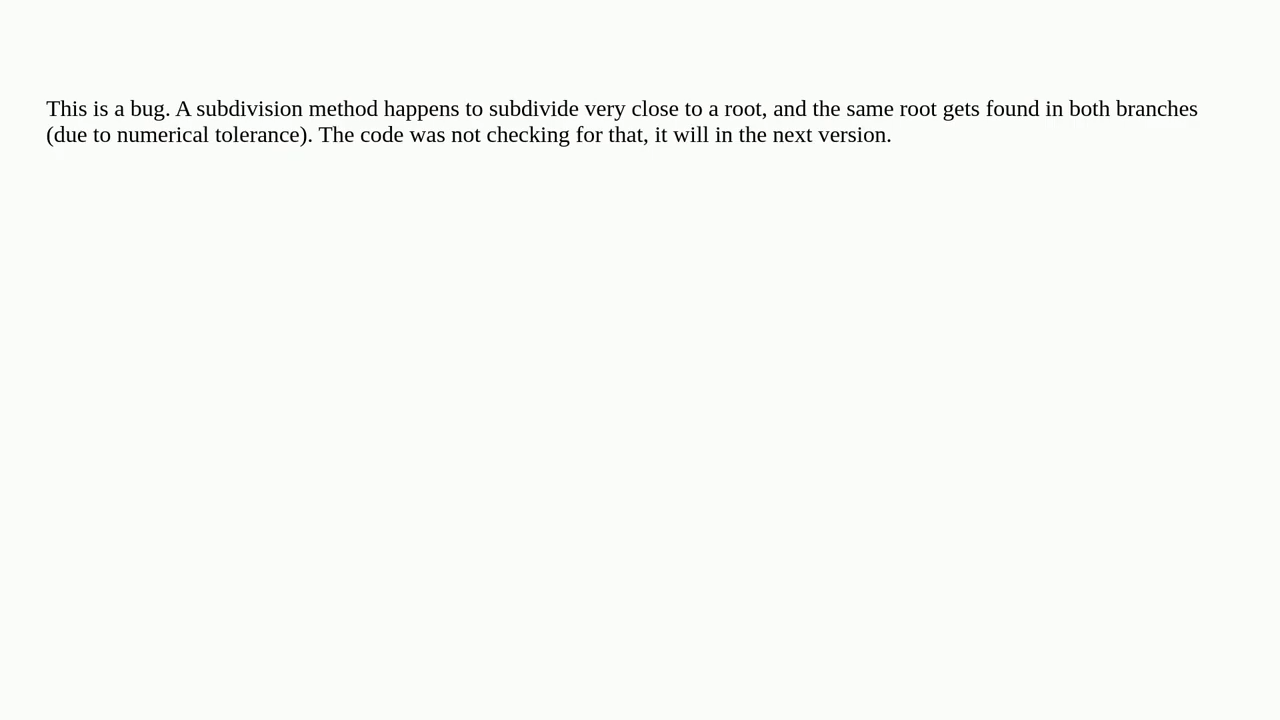 This is a bug. A subdivision method happens to subdivide very close to a root, and the same root gets found in both branches
(due to numerical tolerance). The code was not checking for that, it will in the next version.